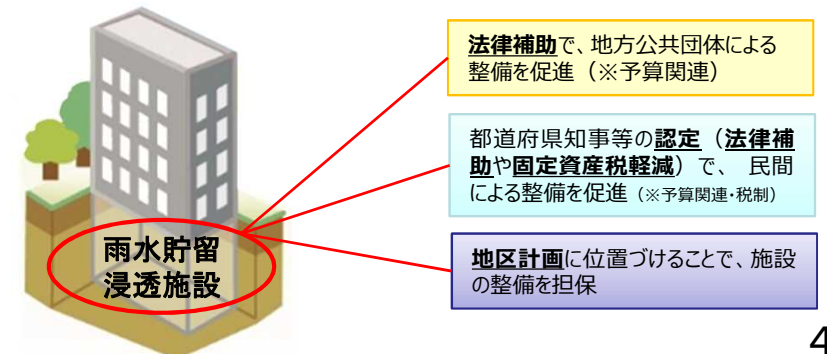 法律補助で、地方公共団体による
整備を促進（※予算関連）
都道府県知事等の認定（法律補
助や固定資産税軽減）で、 民間
による整備を促進（※予算関連・税制）
雨水貯留
浸透施設
地区計画に位置づけることで、施設
の整備を担保
4